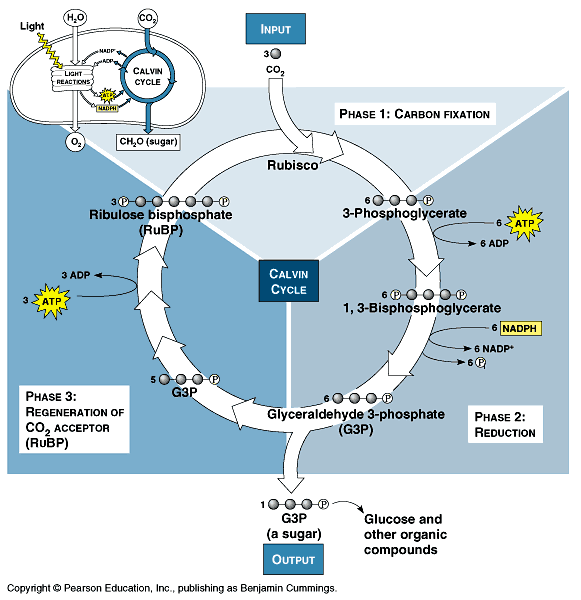 Light
H₂O
CO₂
NADP⁺
ADP
LIGHT
REACTIONS
CALVIN
CYCLE
ATP
NADPH
O₂
CH₂O (sugar)
INPUT
3
CO₂
PHASE 1: CARBON FIXATION
Rubisco
3 P P
Ribulose bisphosphate
(RuBP)
6 P
3-Phosphoglycerate
6 ATP
6 ADP
3 ADP
3 ATP
CALVIN
CYCLE
6 P P
1, 3-Bisphosphoglycerate
6 NADPH
6 NADP⁺
6 Pᵢ
5 P
G3P
6 P
Glyceraldehyde 3-phosphate
(G3P)
PHASE 3:
REGENERATION OF
CO₂ ACCEPTOR
(RuBP)
PHASE 2:
REDUCTION
1 P
G3P
(a sugar)
Glucose and
other organic
compounds
OUTPUT
Copyright © Pearson Education, Inc., publishing as Benjamin Cummings.